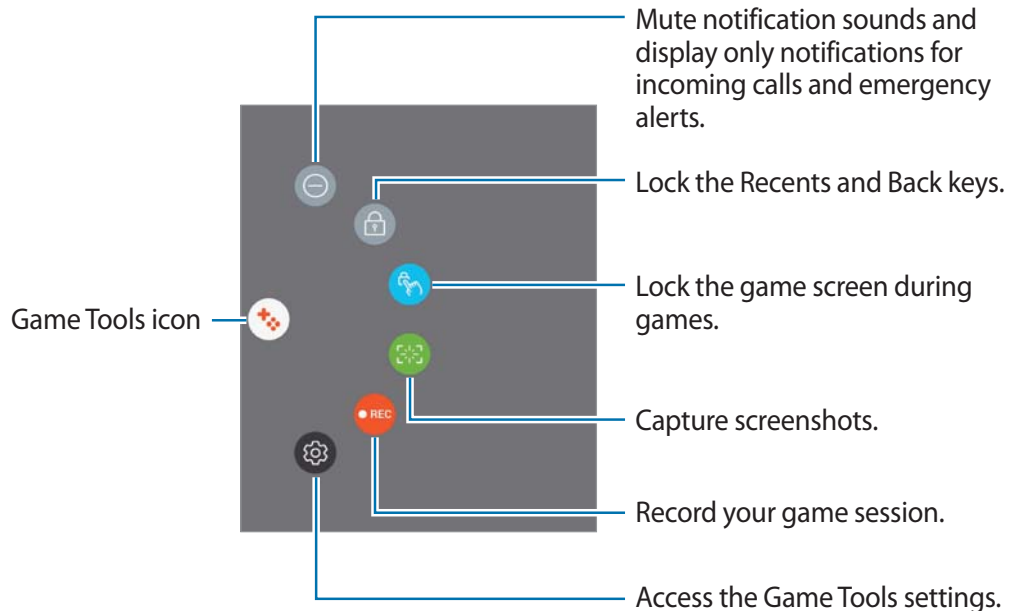 Mute notification sounds and
display only notifications for
incoming calls and emergency
alerts.
Lock the Recents and Back keys.
Lock the game screen during
games.
Game Tools icon
Capture screenshots.
REC
Record your game session.
Access the Game Tools settings.